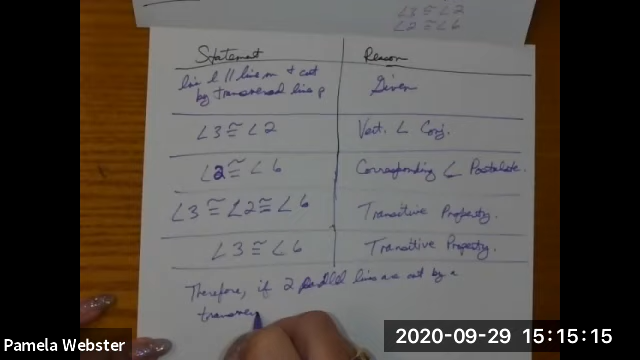 ∠3 ≅ ∠2
∠2 ≅ ∠6
Statement Reason
line l // line m & cut
by transversal line p
Given
∠3 ≅ ∠2 Vert. ∠ Conj.
∠2 ≅ ∠6 Corresponding ∠ Postulate.
∠3 ≅ ∠2 ≅ ∠6 Transitive Property.
∠3 ≅ ∠6 Transitive Property.
Therefore, if 2 parallel lines are cut by a
transver
Pamela Webster
2020-09-29 15:15:15